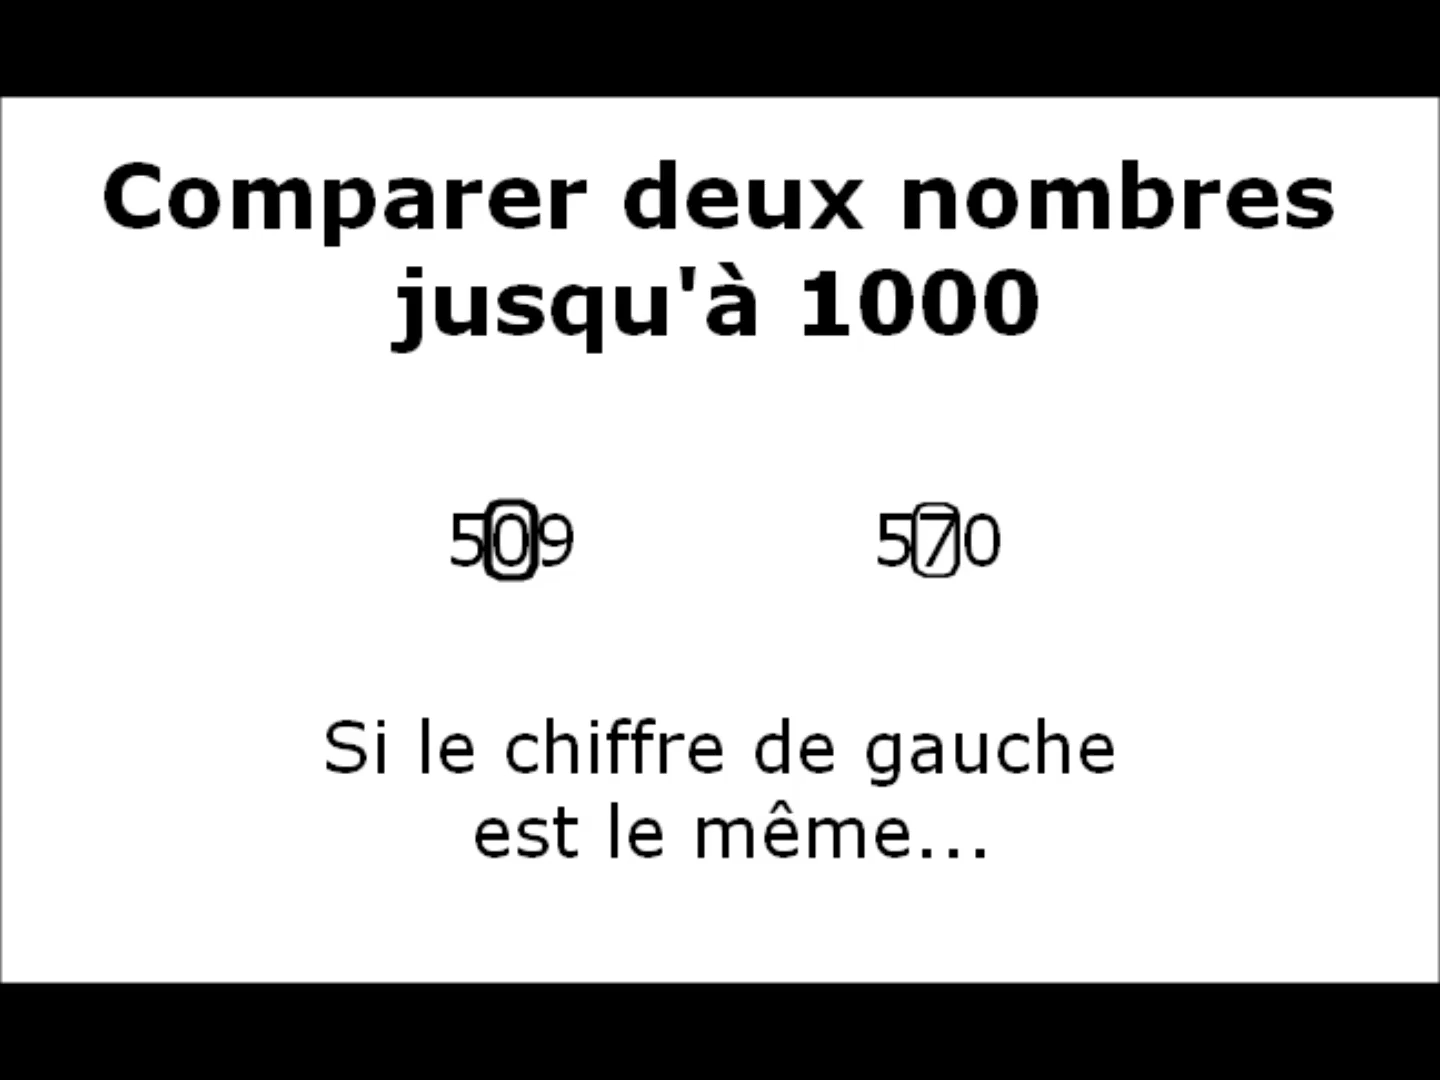 Comparer deux nombres
jusqu'à 1000
509 570
Si le chiffre de gauche
est le même...